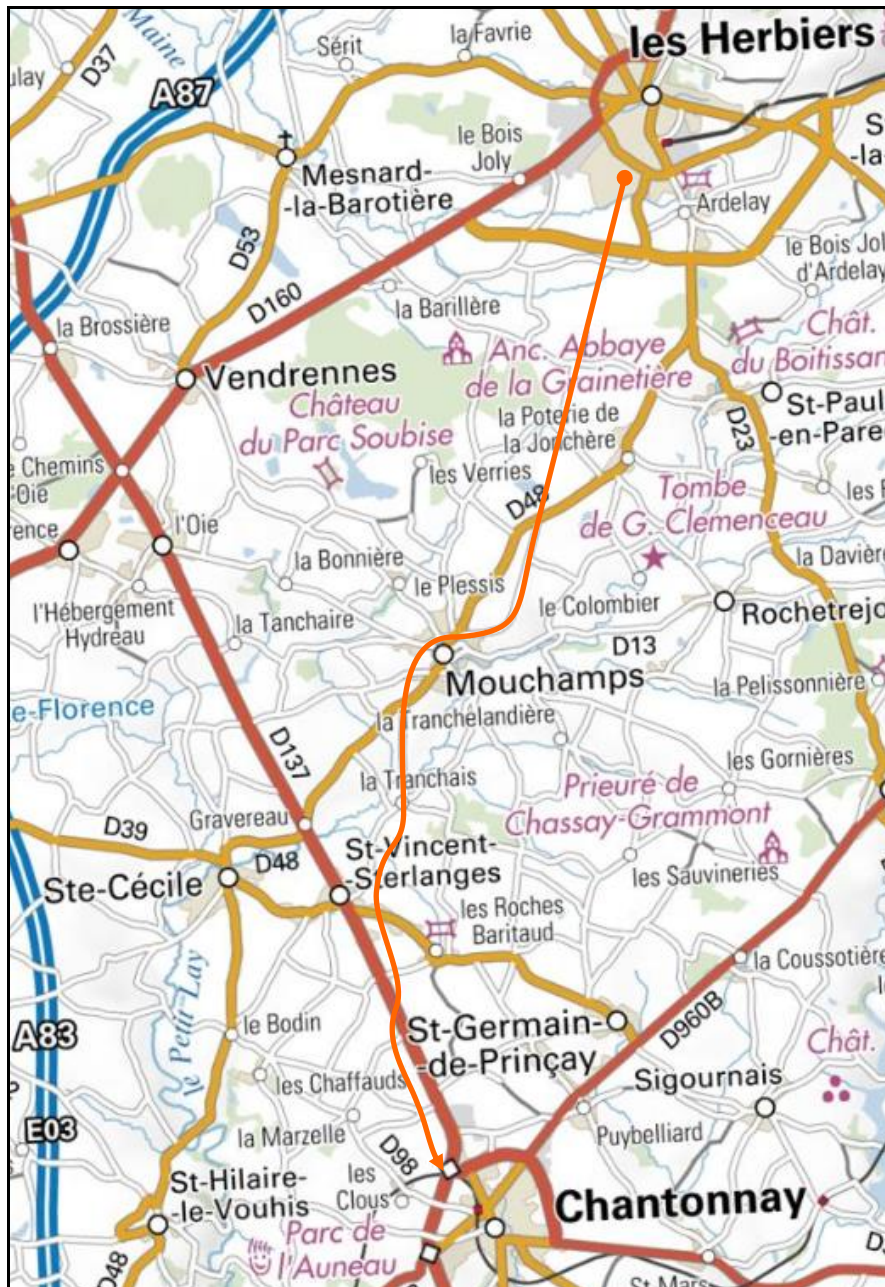 Maine
la Favrie
les Herbiers
Sérit
D37
ulay
A87
le Bois
Joly
S
-la-
Mesnard-
-la-Barotière
Ardelay
D53
le Bois Jol
d'Ardelay
D160
la Barillère
la Brossière
Anc. Abbaye
de la Grainetière
Chât.
du Boitissan
Vendrennes
Château
du Parc Soubise
la Poterie de
la Jonchère
St-Paul
-en-Pare
D23
e Chemins
Oie
les Verries
D48
Tombe
de G. Clemenceau
ence
l'Oie
la Bonnière
le Plessis
la Davière
l'Hébergement
Hydreau
la Tanchaire
le Colombier
Rochetrejo
D13
Mouchamps
la Pelissonnière
e-Florence
la Tranchelandière
D137
la Tranchais
les Gornières
Prieuré de
Chassay-Grammont
Gravereau
D39
D48
St-Vincent-
-Sterlanges
Ste-Cécile
les Sauvineries
les Roches
Baritaud
la Coussotière
le Petit Lay
A83
le Bodin
St-Germain-
-de-Prinçay
D960B
Chât.
les Chaffauds
Sigournais
E03
la Marzelle
Puybelliard
D98
les
Clous
St-Hilaire-
-le-Vouhis
Chantonnay
Parc de
l'Auneau
D48
St-Mars-